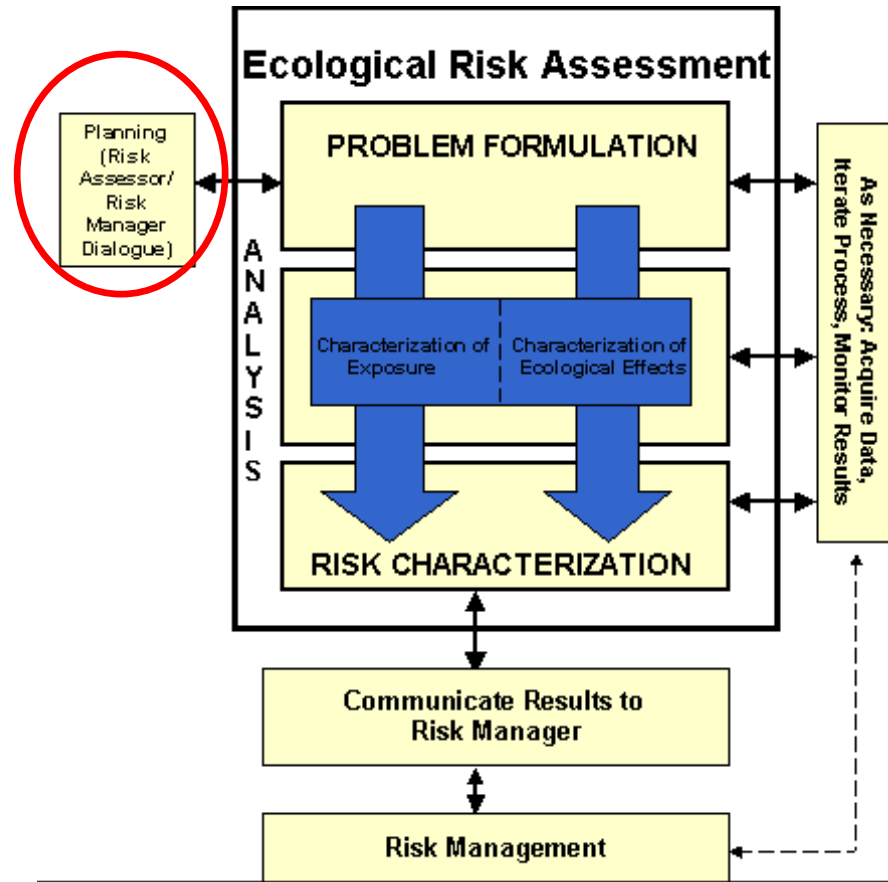 Ecological Risk Assessment
Planning
(Risk
Assessor/
Risk
Manager
Dialogue)
PROBLEM FORMULATION
ANALYSIS
Characterization of
Exposure
Characterization of
Ecological Effects
RISK CHARACTERIZATION
As Necessary: Acquire Data,
Iterate Process, Monitor Results
Communicate Results to
Risk Manager
Risk Management